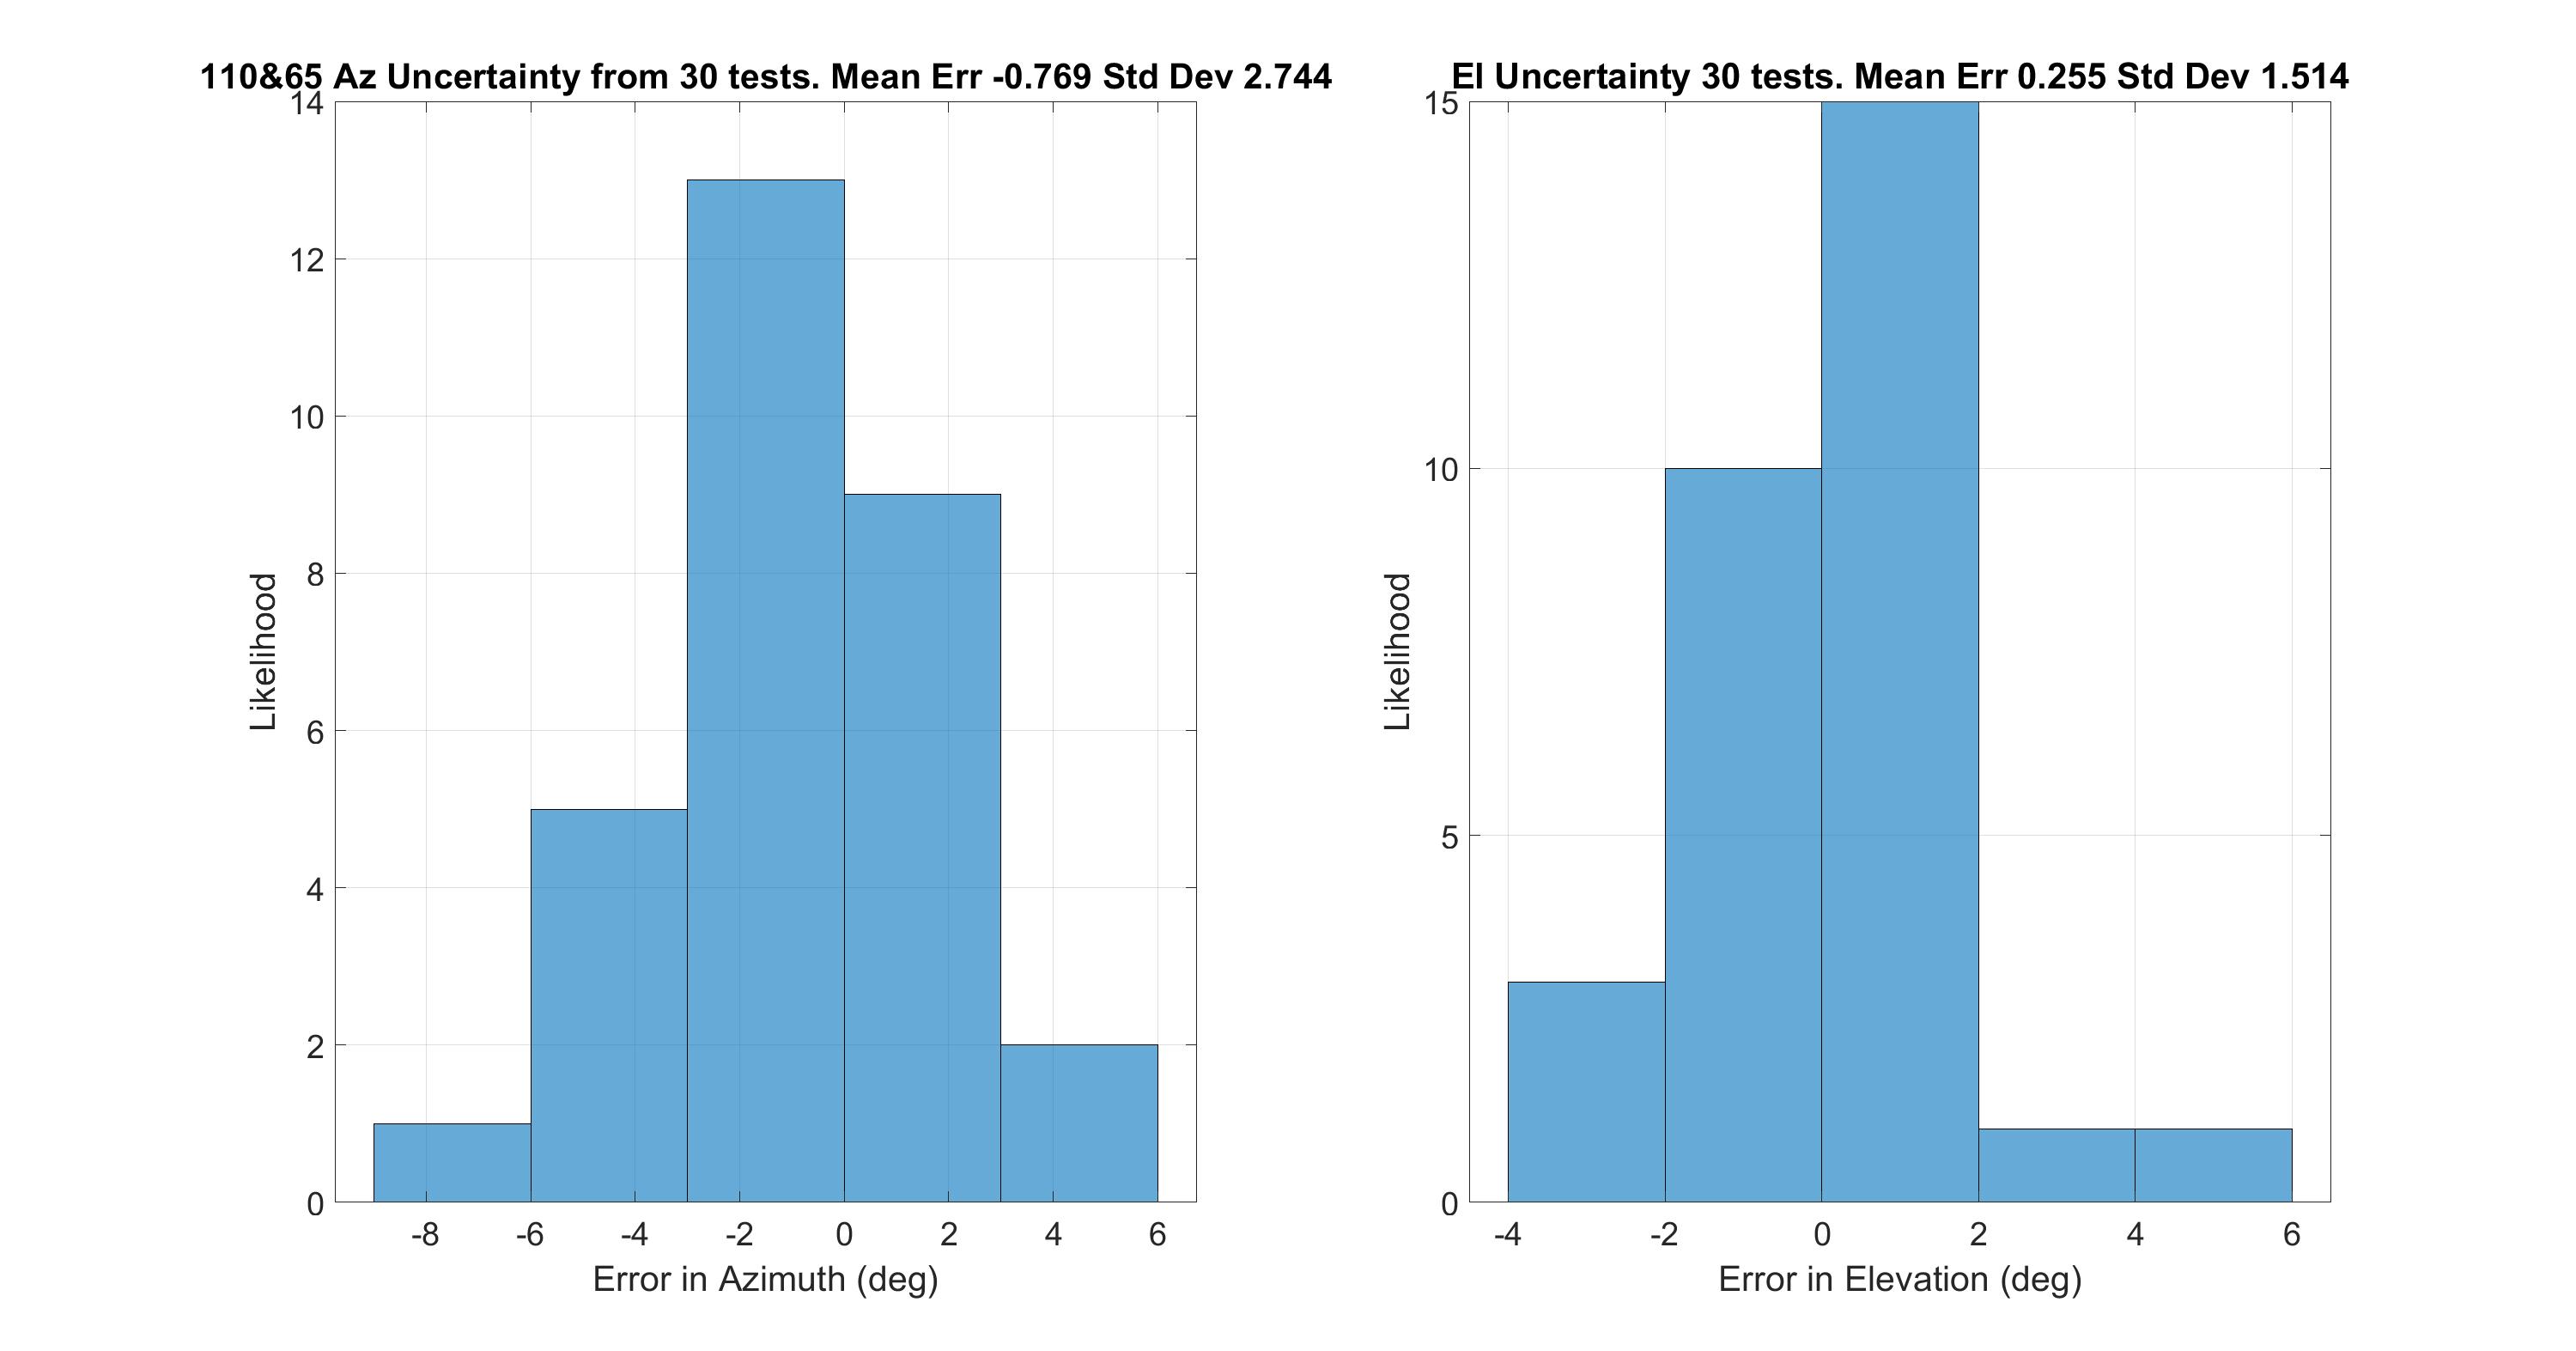 110&65 Az Uncertainty from 30 tests. Mean Err -0.769 Std Dev 2.744
14
12
10
8
6
4
2
0
Likelihood
-8 -6 -4 -2 0 2 4 6
Error in Azimuth (deg)
El Uncertainty 30 tests. Mean Err 0.255 Std Dev 1.514
15
10
5
0
Likelihood
-4 -2 0 2 4 6
Error in Elevation (deg)